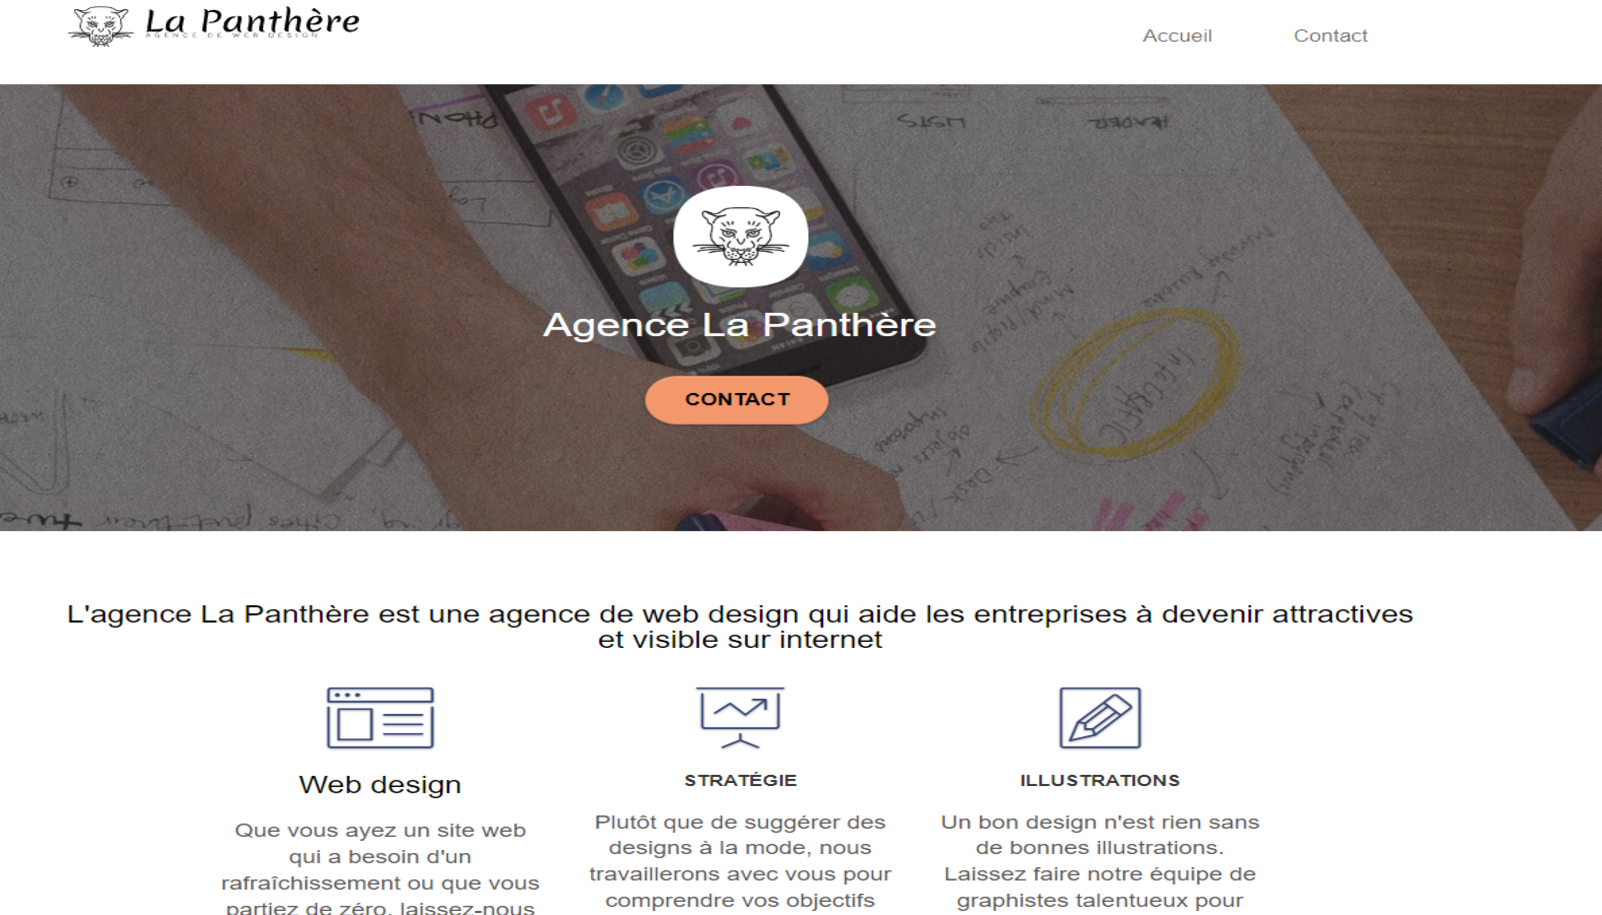 La Panthère
AGENCE DE WEB DESIGN
Accueil
Contact
LISTS
HEADER
Agence La Panthère
CONTACT
L'agence La Panthère est une agence de web design qui aide les entreprises à devenir attractives
et visible sur internet
Web design
Que vous ayez un site web
qui a besoin d'un
rafraîchissement ou que vous
partiez de zéro, laissez-nous
STRATÉGIE
Plutôt que de suggérer des
designs à la mode, nous
travaillerons avec vous pour
comprendre vos objectifs
ILLUSTRATIONS
Un bon design n'est rien sans
de bonnes illustrations.
Laissez faire notre équipe de
graphistes talentueux pour